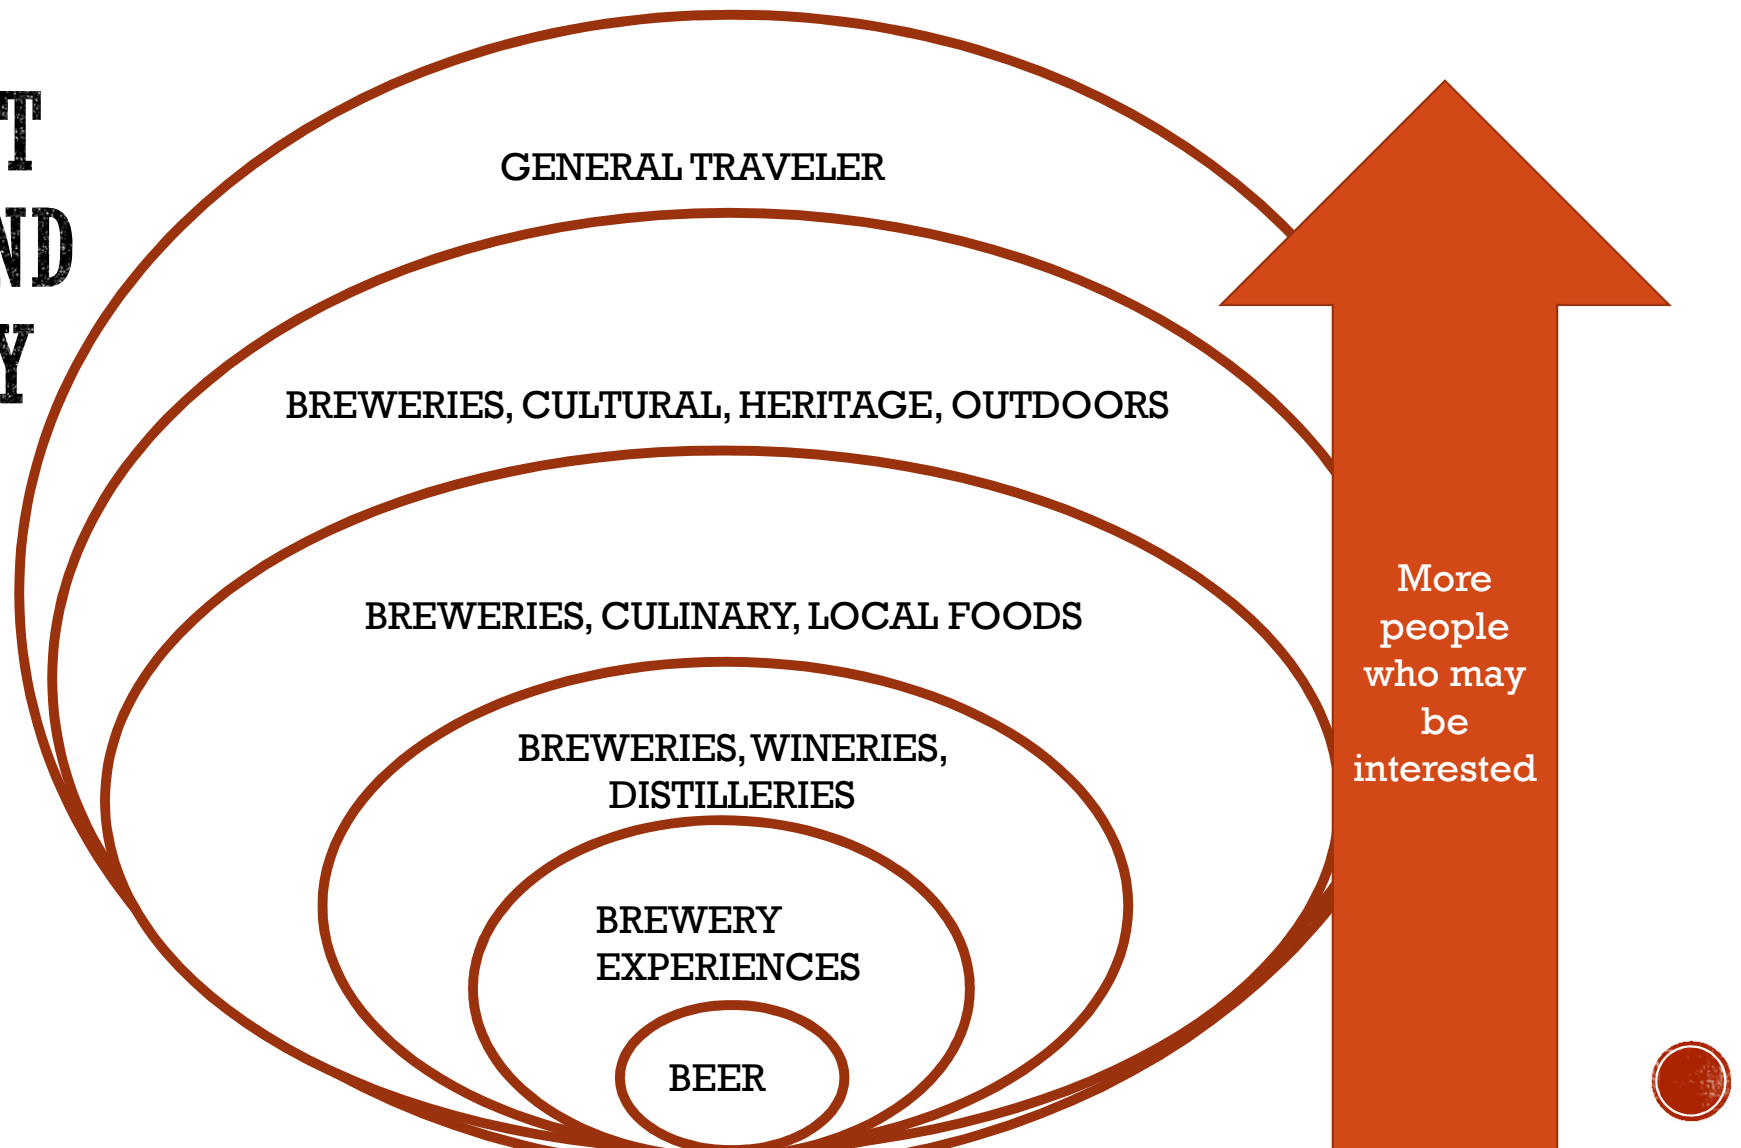 GENERAL TRAVELER
BREWERIES, CULTURAL, HERITAGE, OUTDOORS
BREWERIES, CULINARY, LOCAL FOODS
BREWERIES, WINERIES,
DISTILLERIES
BREWERY
EXPERIENCES
BEER
More
people
who may
be
interested